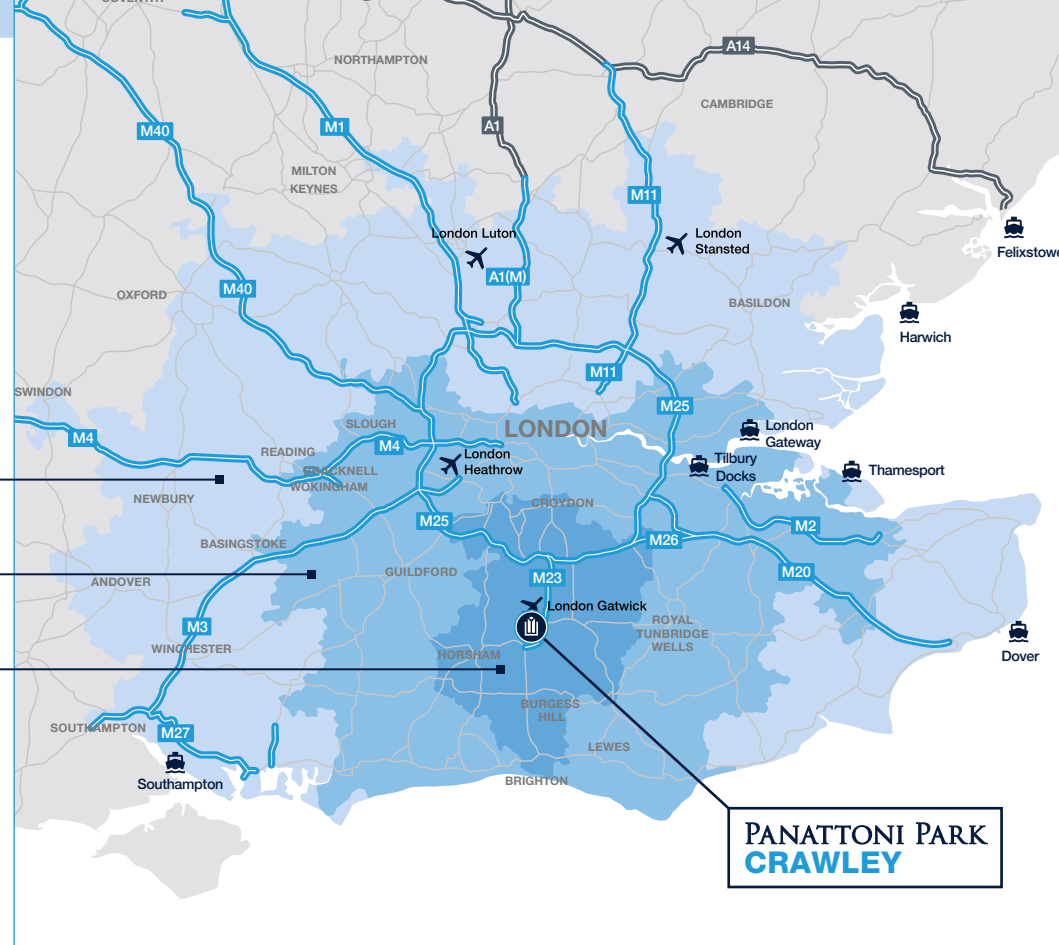 COVENTRY
NORTHAMPTON
A14
CAMBRIDGE
M40
M1
A1
MILTON
KEYNES
M11
London Luton
London
Stansted
Felixstowe
A1(M)
OXFORD
M40
BASILDON
Harwich
M11
SWINDON
M25
SLOUGH
LONDON
London
Gateway
M4
M4
READING
London
Heathrow
Tilbury
Docks
Thamesport
BRACKNELL
WOKINGHAM
NEWBURY
CROYDON
M25
M2
BASINGSTOKE
M26
GUILDFORD
M23
M20
ANDOVER
London Gatwick
M3
ROYAL
TUNBRIDGE
WELLS
WINCHESTER
HORSHAM
Dover
BURGESS
HILL
SOUTHAMPTON
M27
LEWES
Southampton
BRIGHTON
PANATTONI PARK
CRAWLEY